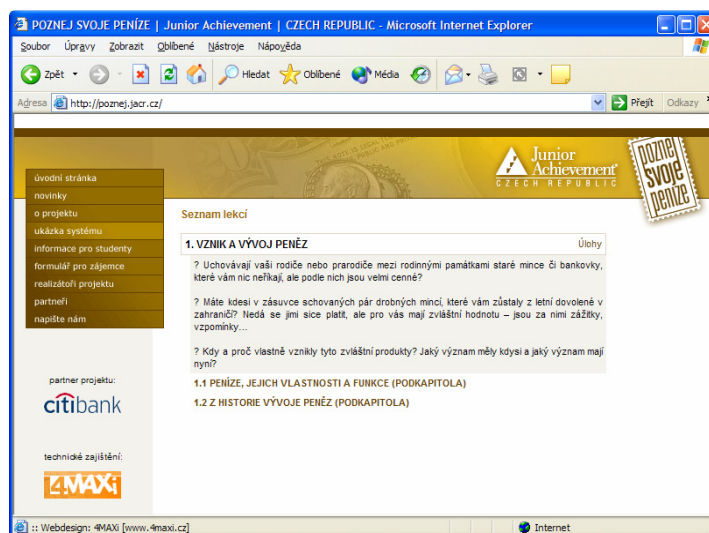 POZNEJ SVOJE PENÍZE | Junior Achievement | CZECH REPUBLIC - Microsoft Internet Explorer
Soubor Úpravy Zobrazit Oblíbené Nástroje Nápověda
Zpět Hledat Oblíbené Média
Adresa http://poznej.jacr.cz/ Přejít Odkazy
Junior
Achievement
CZECH REPUBLIC
POZNEJ
SVOJE
PENÍZE
úvodní stránka
novinky
o projektu
ukázka systému
informace pro studenty
formulář pro zájemce
realizátoři projektu
partneři
napište nám
partner projektu:
citibank
technické zajištění:
4MAXi
Seznam lekcí
1. VZNIK A VÝVOJ PENĚZ Úlohy
? Uchovávají vaši rodiče nebo prarodiče mezi rodinnými památkami staré mince či bankovky,
které vám nic neříkají, ale podle nich jsou velmi cenné?
? Máte kdesi v zásuvce schovaných pár drobných mincí, které vám zůstaly z letní dovolené v
zahraničí? Nedá se jimi sice platit, ale pro vás mají zvláštní hodnotu – jsou za nimi zážitky,
vzpomínky...
? Kdy a proč vlastně vznikly tyto zvláštní produkty? Jaký význam měly kdysi a jaký význam mají
nyní?
1.1 PENÍZE, JEJICH VLASTNOSTI A FUNKCE (PODKAPITOLA)
1.2 Z HISTORIE VÝVOJE PENĚZ (PODKAPITOLA)
:: Webdesign: 4MAXi [www.4maxi.cz] Internet